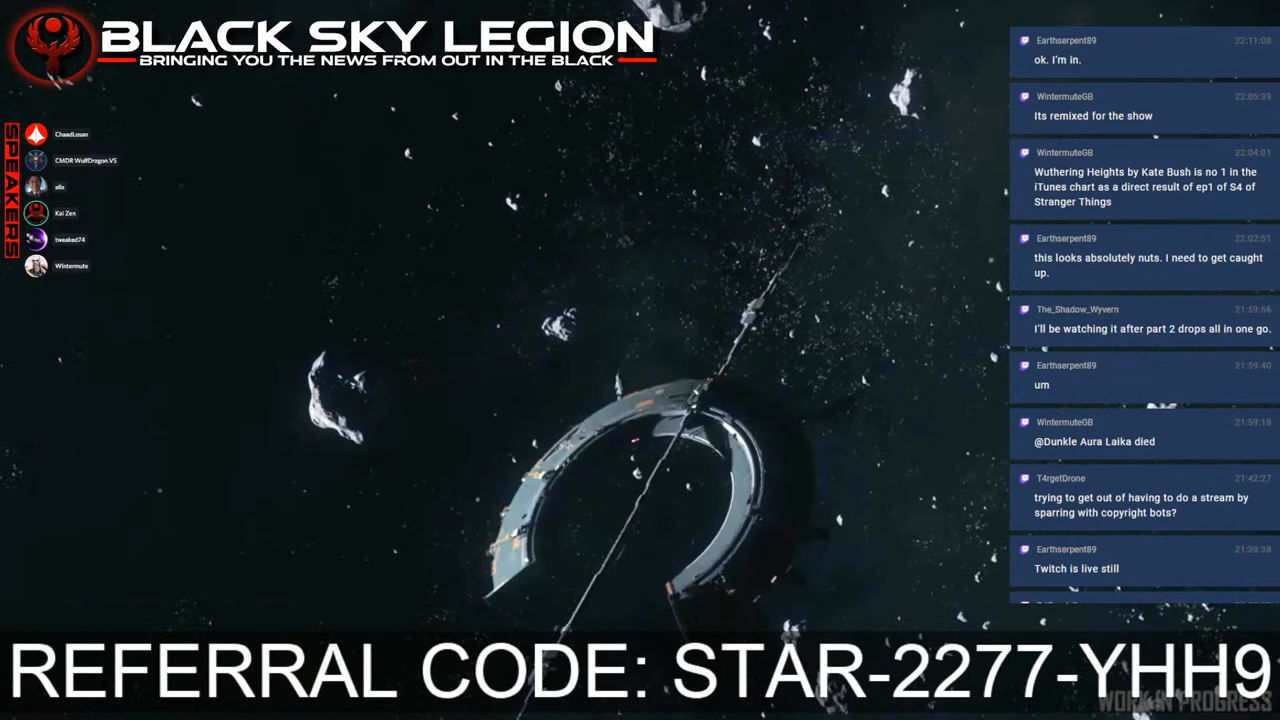 BLACK SKY LEGION
BRINGING YOU THE NEWS FROM OUT IN THE BLACK
SPEAKERS
ChaadLosan
CMDR WolfDragon.VS
elix
Kai Zen
tweaked74
Wintermute
Earthserpent89 22:11:08
ok. I'm in.
WintermuteGB 22:05:39
Its remixed for the show
WintermuteGB 22:04:01
Wuthering Heights by Kate Bush is no 1 in the
iTunes chart as a direct result of ep1 of S4 of
Stranger Things
Earthserpent89 22:02:51
this looks absolutely nuts. I need to get caught
up.
The_Shadow_Wyvern 21:59:56
I'll be watching it after part 2 drops all in one go.
Earthserpent89 21:59:40
um
WintermuteGB 21:59:18
@Dunkle Aura Laika died
T4rgetDrone 21:42:27
trying to get out of having to do a stream by
sparring with copyright bots?
Earthserpent89 21:39:38
Twitch is live still
REFERRAL CODE: STAR-2277-YHH9
WORK IN PROGRESS